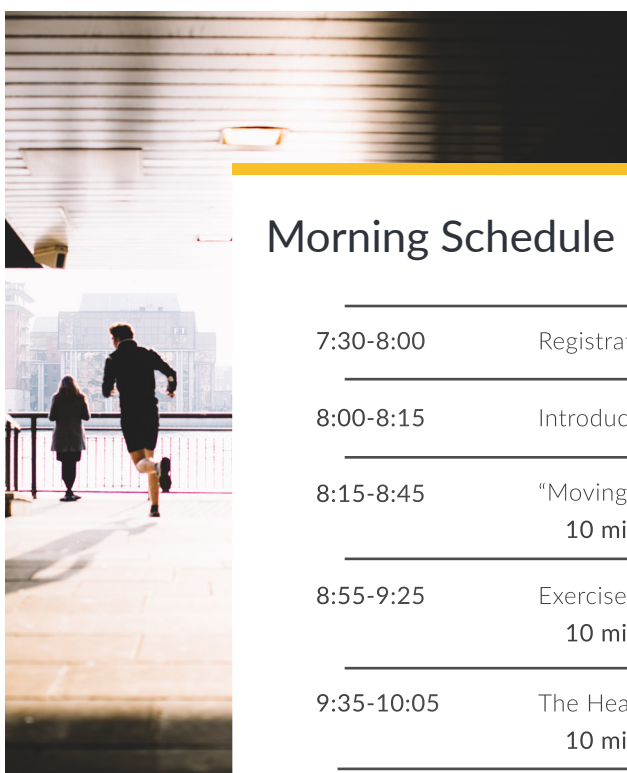 Morning Schedule
7:30-8:00 Registra
8:00-8:15 Introduc
8:15-8:45 “Moving
10 mi
8:55-9:25 Exercise
10 mi
9:35-10:05 The Hea
10 mi